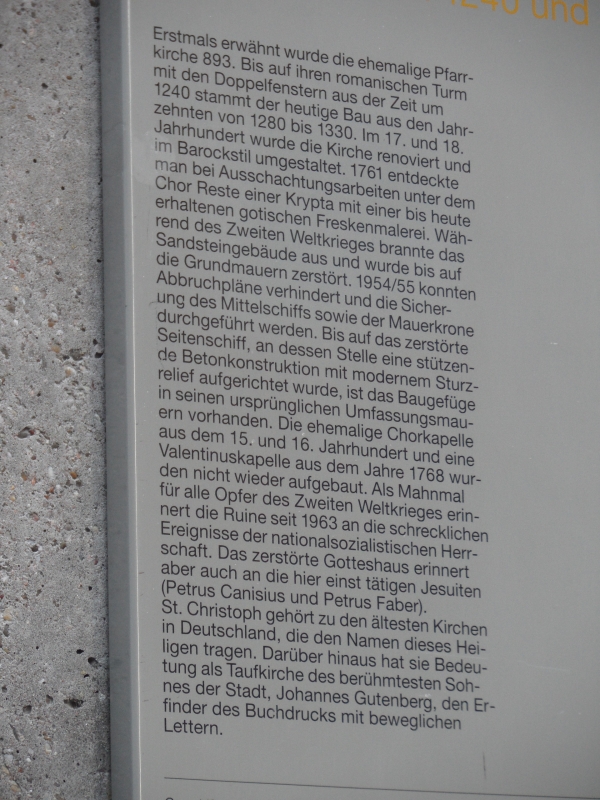 1240 und
Erstmals erwähnt wurde die ehemalige Pfarr-
kirche 893. Bis auf ihren romanischen Turm
mit den Doppelfenstern aus der Zeit um
1240 stammt der heutige Bau aus den Jahr-
zehnten von 1280 bis 1330. Im 17. und 18.
Jahrhundert wurde die Kirche renoviert und
im Barockstil umgestaltet. 1761 entdeckte
man bei Ausschachtungsarbeiten unter dem
Chor Reste einer Krypta mit einer bis heute
erhaltenen gotischen Freskenmalerei. Wäh-
rend des Zweiten Weltkrieges brannte das
Sandsteingebäude aus und wurde bis auf
die Grundmauern zerstört. 1954/55 konnten
Abbruchpläne verhindert und die Sicher-
ung des Mittelschiffs sowie der Mauerkrone
durchgeführt werden. Bis auf das zerstörte
Seitenschiff, an dessen Stelle eine stützen-
de Betonkonstruktion mit modernem Sturz-
relief aufgerichtet wurde, ist das Baugefüge
in seinen ursprünglichen Umfassungsmau-
ern vorhanden. Die ehemalige Chorkapelle
aus dem 15. und 16. Jahrhundert und eine
Valentinuskapelle aus dem Jahre 1768 wur-
den nicht wieder aufgebaut. Als Mahnmal
für alle Opfer des Zweiten Weltkrieges erin-
nert die Ruine seit 1963 an die schrecklichen
Ereignisse der nationalsozialistischen Herr-
schaft. Das zerstörte Gotteshaus erinnert
aber auch an die hier einst tätigen Jesuiten
(Petrus Canisius und Petrus Faber).
St. Christoph gehört zu den ältesten Kirchen
in Deutschland, die den Namen dieses Hei-
ligen tragen. Darüber hinaus hat sie Bedeu-
tung als Taufkirche des berühmtesten Soh-
nes der Stadt, Johannes Gutenberg, den Er-
finder des Buchdrucks mit beweglichen
Lettern.